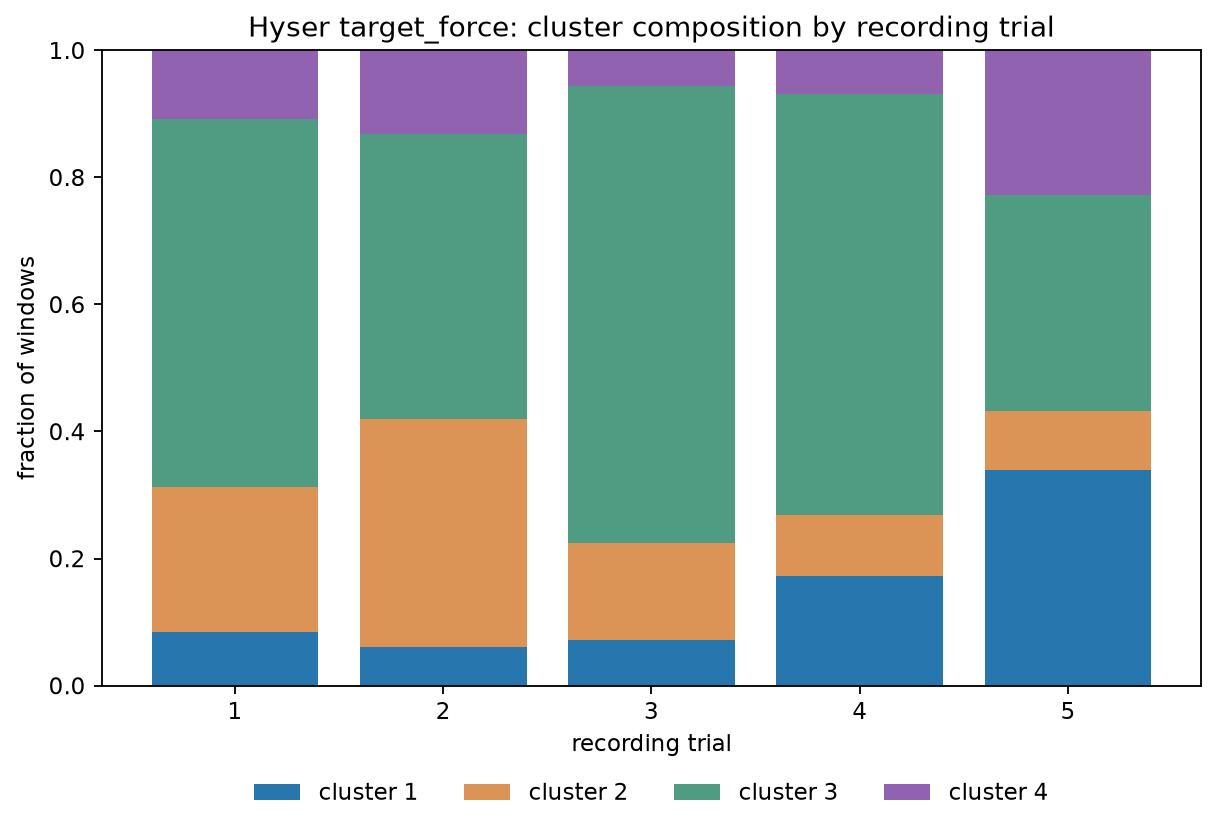 Hyser target_force: cluster composition by recording trial
1.0
0.8
0.6
0.4
0.2
0.0
fraction of windows
1 2 3 4 5
recording trial
cluster 1 cluster 2 cluster 3 cluster 4